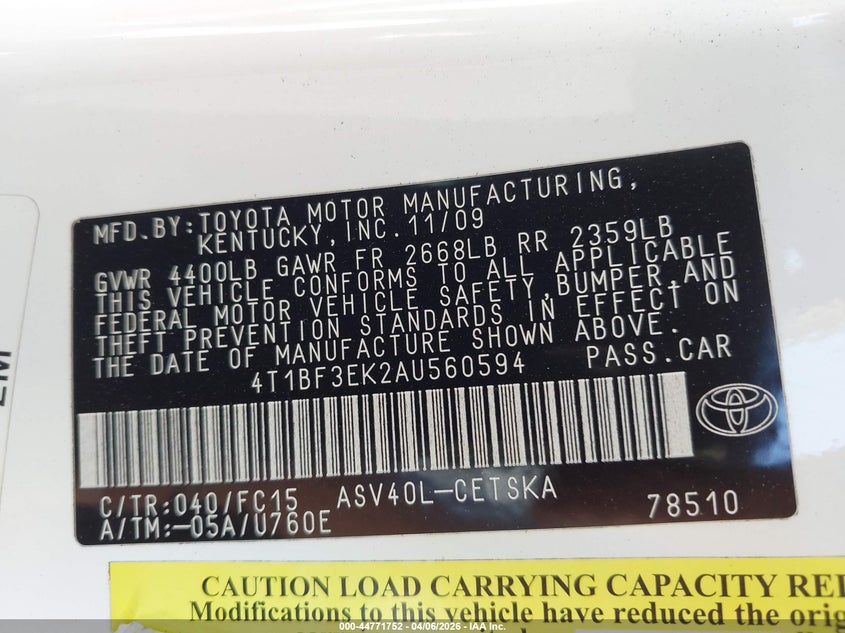 MFD.BY:TOYOTA MOTOR MANUFACTURING,
KENTUCKY,INC.11/09
GVWR 4400LB GAWR FR 2668LB RR 2359LB
THIS VEHICLE CONFORMS TO ALL APPLICABLE
FEDERAL MOTOR VEHICLE SAFETY,BUMPER,AND
THEFT PREVENTION STANDARDS IN EFFECT ON
THE DATE OF MANUFACTURE SHOWN ABOVE.
4T1BF3EK2AU560594 PASS.CAR
C/TR:040/FC15 ASV40L-CETSKA
A/TM:-05A/U760E 78510
CAUTION LOAD CARRYING CAPACITY REI
Modifications to this vehicle have reduced the origi
000-44771752 - 04/06/2026 - IAA Inc.